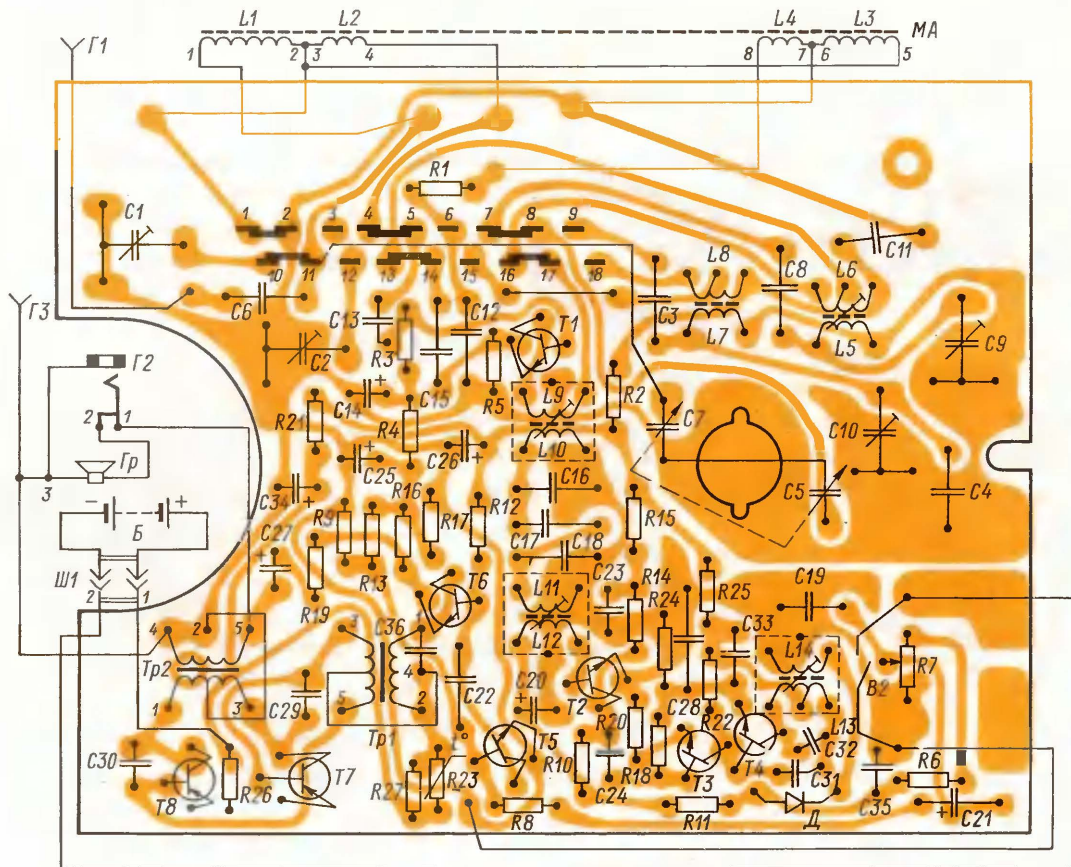 L1 L2 L4 L3
Г1 1 2 3 4 8 7 6 5 МА
R1
C1 1 2 3 4 5 6 7 8 9
C11
10 11 12 13 14 15 16 17 18
L8 C8 L6
Г3 C6 C13 C12 T1 C3
C2 R3 L7 L5 C9
Г2 C15 R5
C14 + L9 R2
2 1 R21 R4 C7 C10
Гр C26 + L10
3 C25 +
C16 C5 C4
− + C34 + R16 R12
Б R9 R17 R15
C27 + C17 C18
Ш1 R13 T6 C23 R14 R25 C19
2 1 R19 L11 R24
4 2 5 3 C36 1 L12 C33 L14
Тр2 4 B2 R7
C22 C20 + T2
1 3 C29 5 2 C28 R22 L13
Тр1 t° T5 R20 C32
C30 R10 R18 T3 T4 C31 R6
T8 R26 T7 R27 R23 C24 C35
− R8 R11 Д + C21